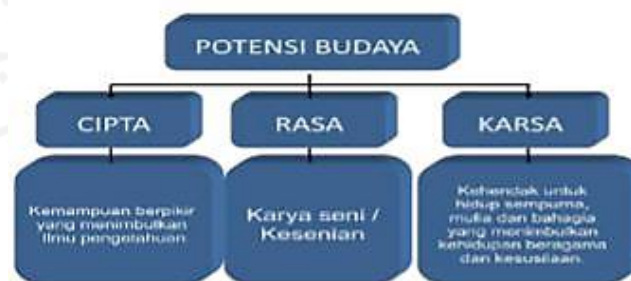 POTENSI BUDAYA
CIPTA
RASA
KARSA
Kemampuan berpikir
yang menimbulkan
Ilmu pengetahuan
Karya seni /
Kesenian
Kehendak untuk
hidup sempurna,
mulia dan bahagia
yang menimbulkan
kehidupan beragama
dan kesusilaan.